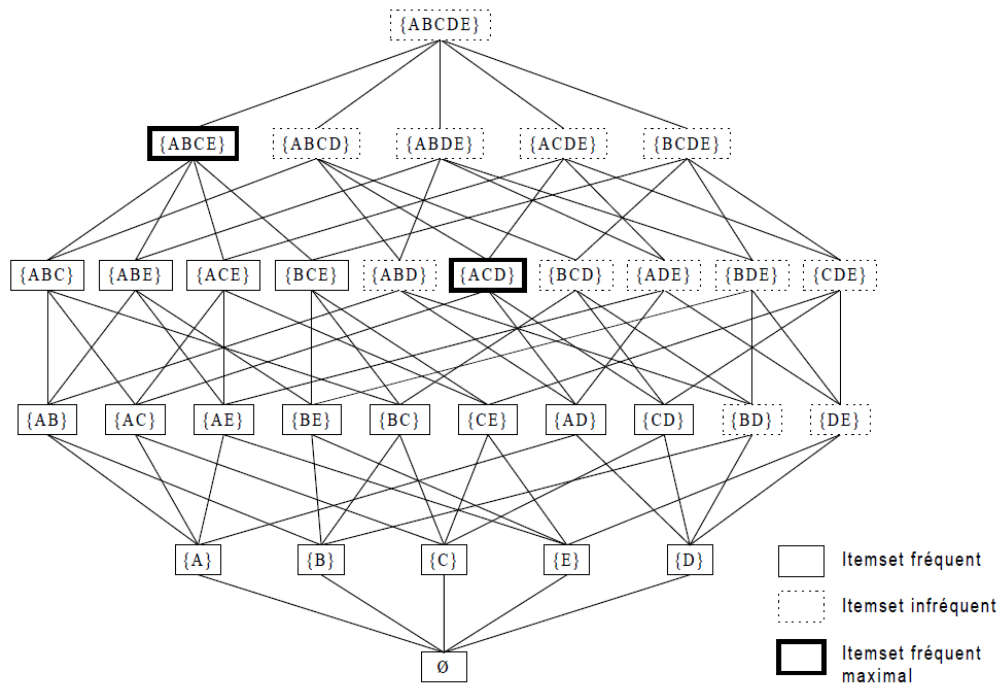 {ABCDE}
{ABCE} {ABCD} {ABDE} {ACDE} {BCDE}
{ABC} {ABE} {ACE} {BCE} {ABD} {ACD} {BCD} {ADE} {BDE} {CDE}
{AB} {AC} {AE} {BE} {BC} {CE} {AD} {CD} {BD} {DE}
{A} {B} {C} {E} {D}
Ø
Itemset fréquent
Itemset infréquent
Itemset fréquent
maximal